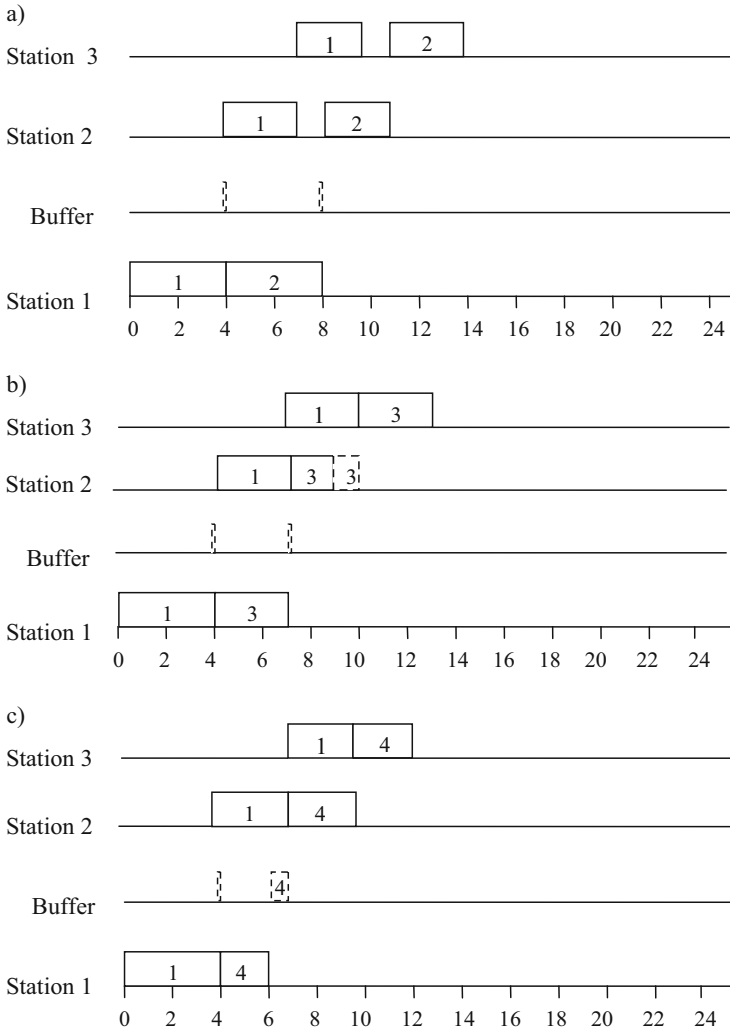 a)
Station 3 1 2
Station 2 1 2
Buffer
Station 1 1 2
0 2 4 6 8 10 12 14 16 18 20 22 24
b)
Station 3 1 3
Station 2 1 3 3
Buffer
Station 1 1 3
0 2 4 6 8 10 12 14 16 18 20 22 24
c)
Station 3 1 4
Station 2 1 4
Buffer 4
Station 1 1 4
0 2 4 6 8 10 12 14 16 18 20 22 24